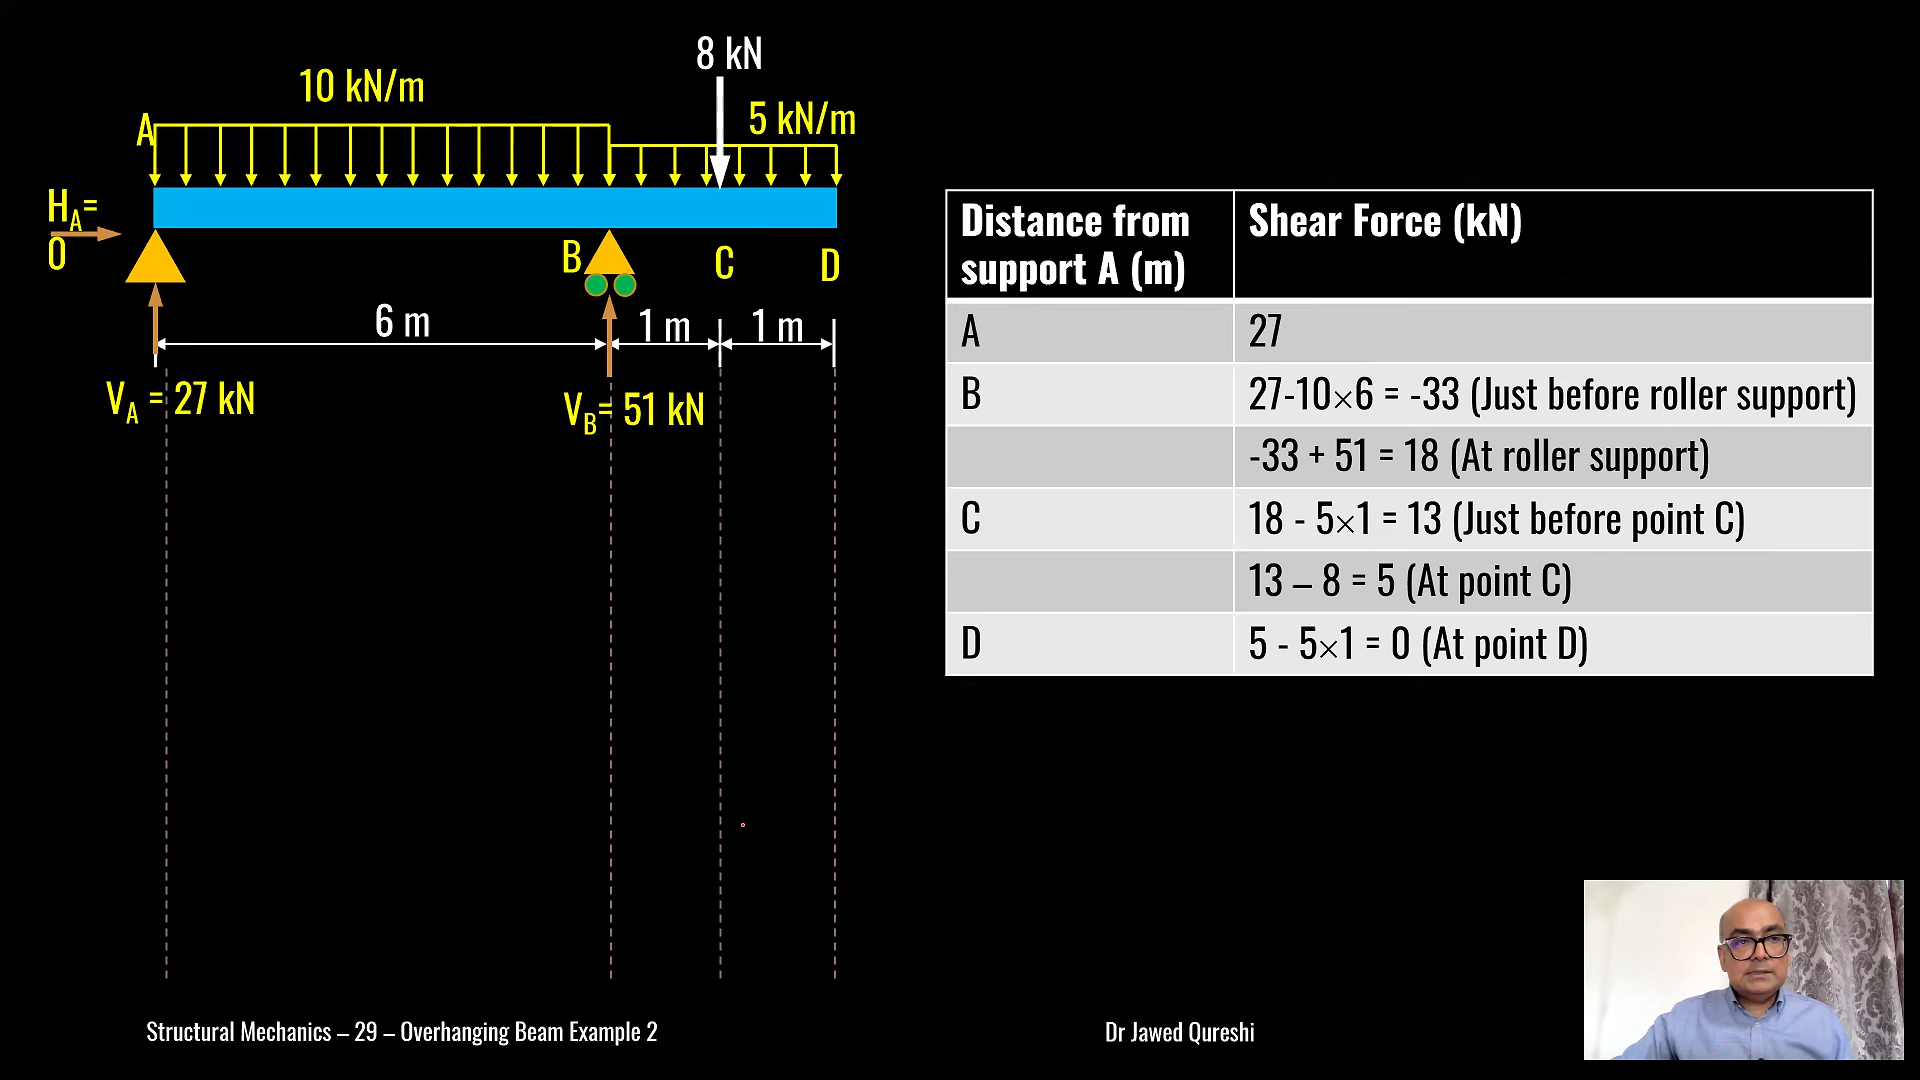 8 kN
10 kN/m
5 kN/m
A
H_A=
0
B
C
D
6 m
1 m
1 m
V_A = 27 kN
V_B= 51 kN
Distance from support A (m)
Shear Force (kN)
A
27
B
27-10×6 = -33 (Just before roller support)
-33 + 51 = 18 (At roller support)
C
18 - 5×1 = 13 (Just before point C)
13 – 8 = 5 (At point C)
D
5 - 5×1 = 0 (At point D)
Structural Mechanics – 29 – Overhanging Beam Example 2
Dr Jawed Qureshi